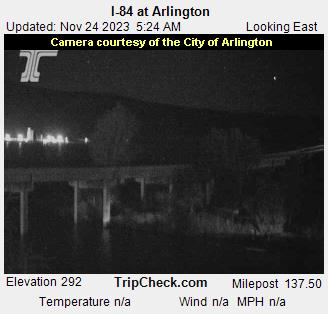 I-84 at Arlington
Updated: Nov 24 2023 5:24 AM Looking East
Camera courtesy of the City of Arlington
Elevation 292 TripCheck.com Milepost 137.50
Temperature n/a Wind n/a MPH n/a